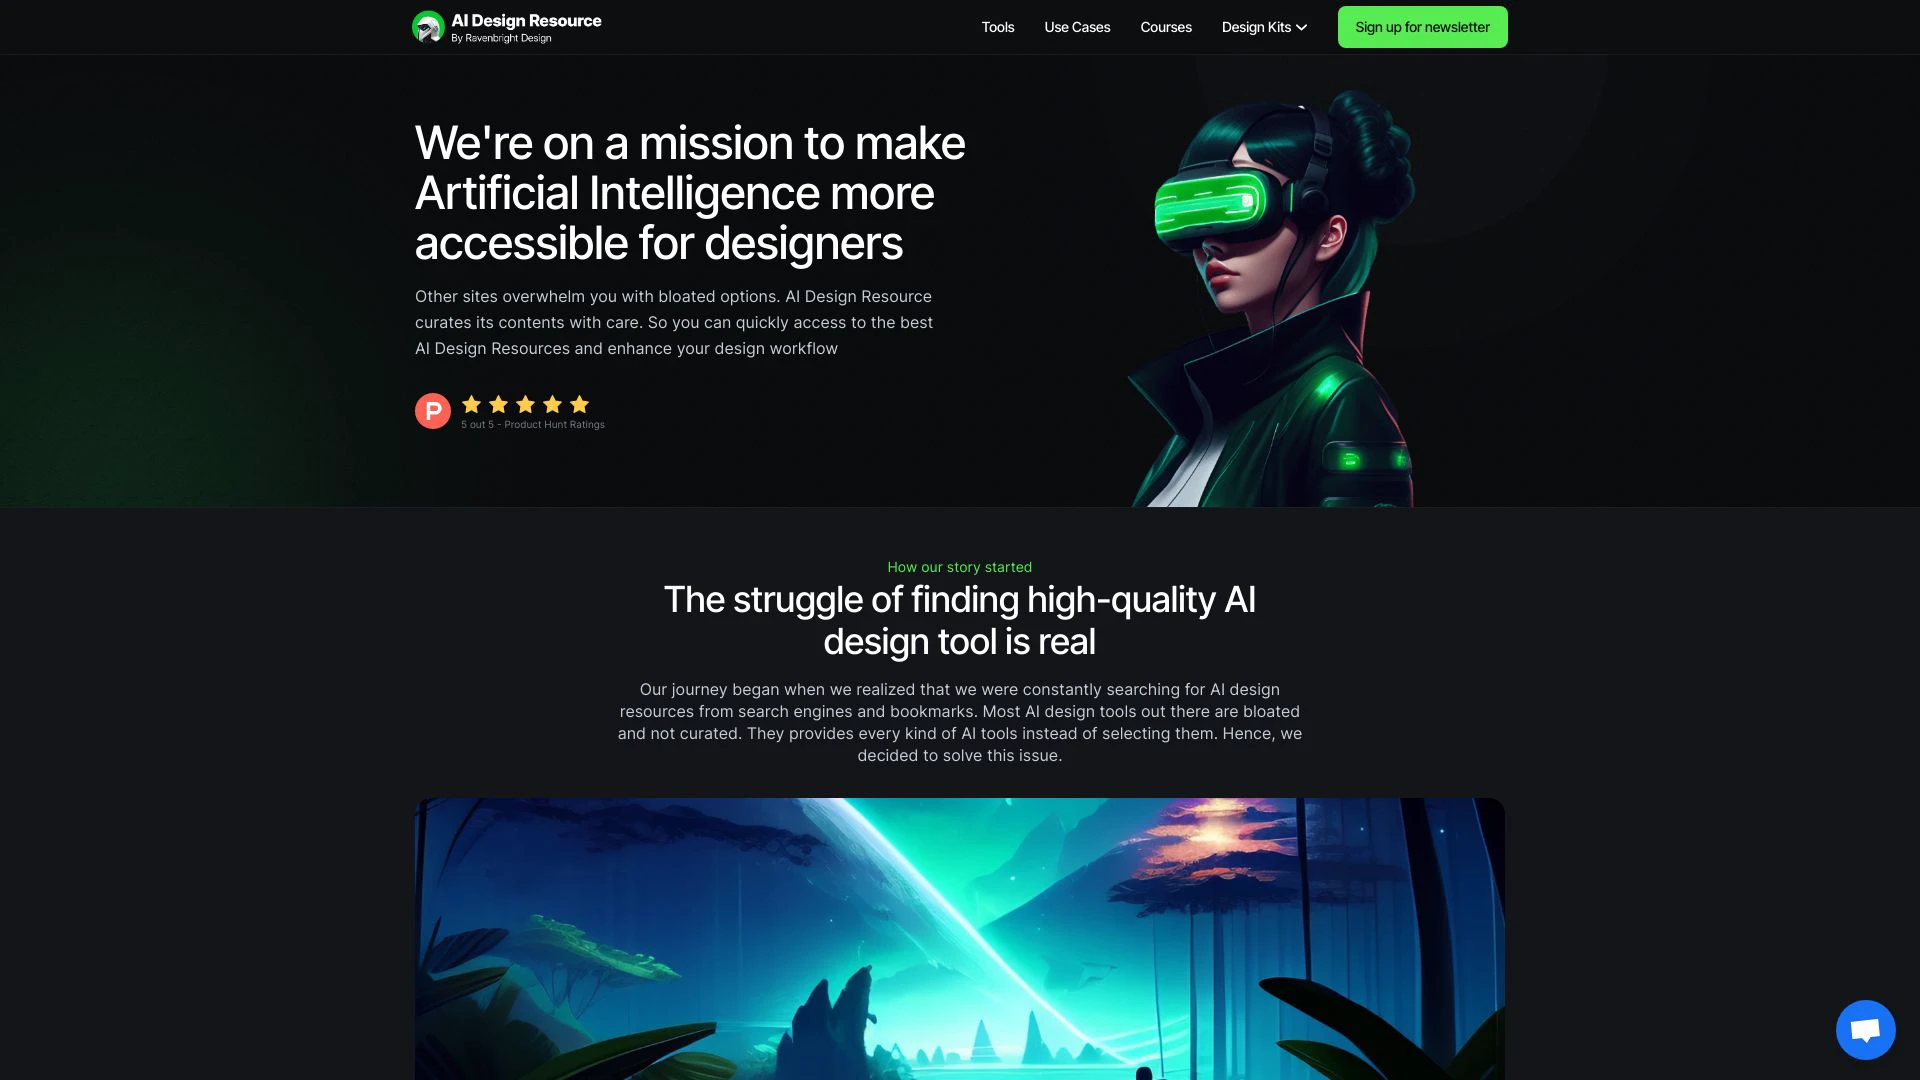 AI Design Resource
By Ravenbright Design
Tools
Use Cases
Courses
Design Kits
Sign up for newsletter
We're on a mission to make
Artificial Intelligence more
accessible for designers
Other sites overwhelm you with bloated options. AI Design Resource
curates its contents with care. So you can quickly access to the best
AI Design Resources and enhance your design workflow
P
5 out 5 - Product Hunt Ratings
How our story started
The struggle of finding high-quality AI
design tool is real
Our journey began when we realized that we were constantly searching for AI design
resources from search engines and bookmarks. Most AI design tools out there are bloated
and not curated. They provides every kind of AI tools instead of selecting them. Hence, we
decided to solve this issue.